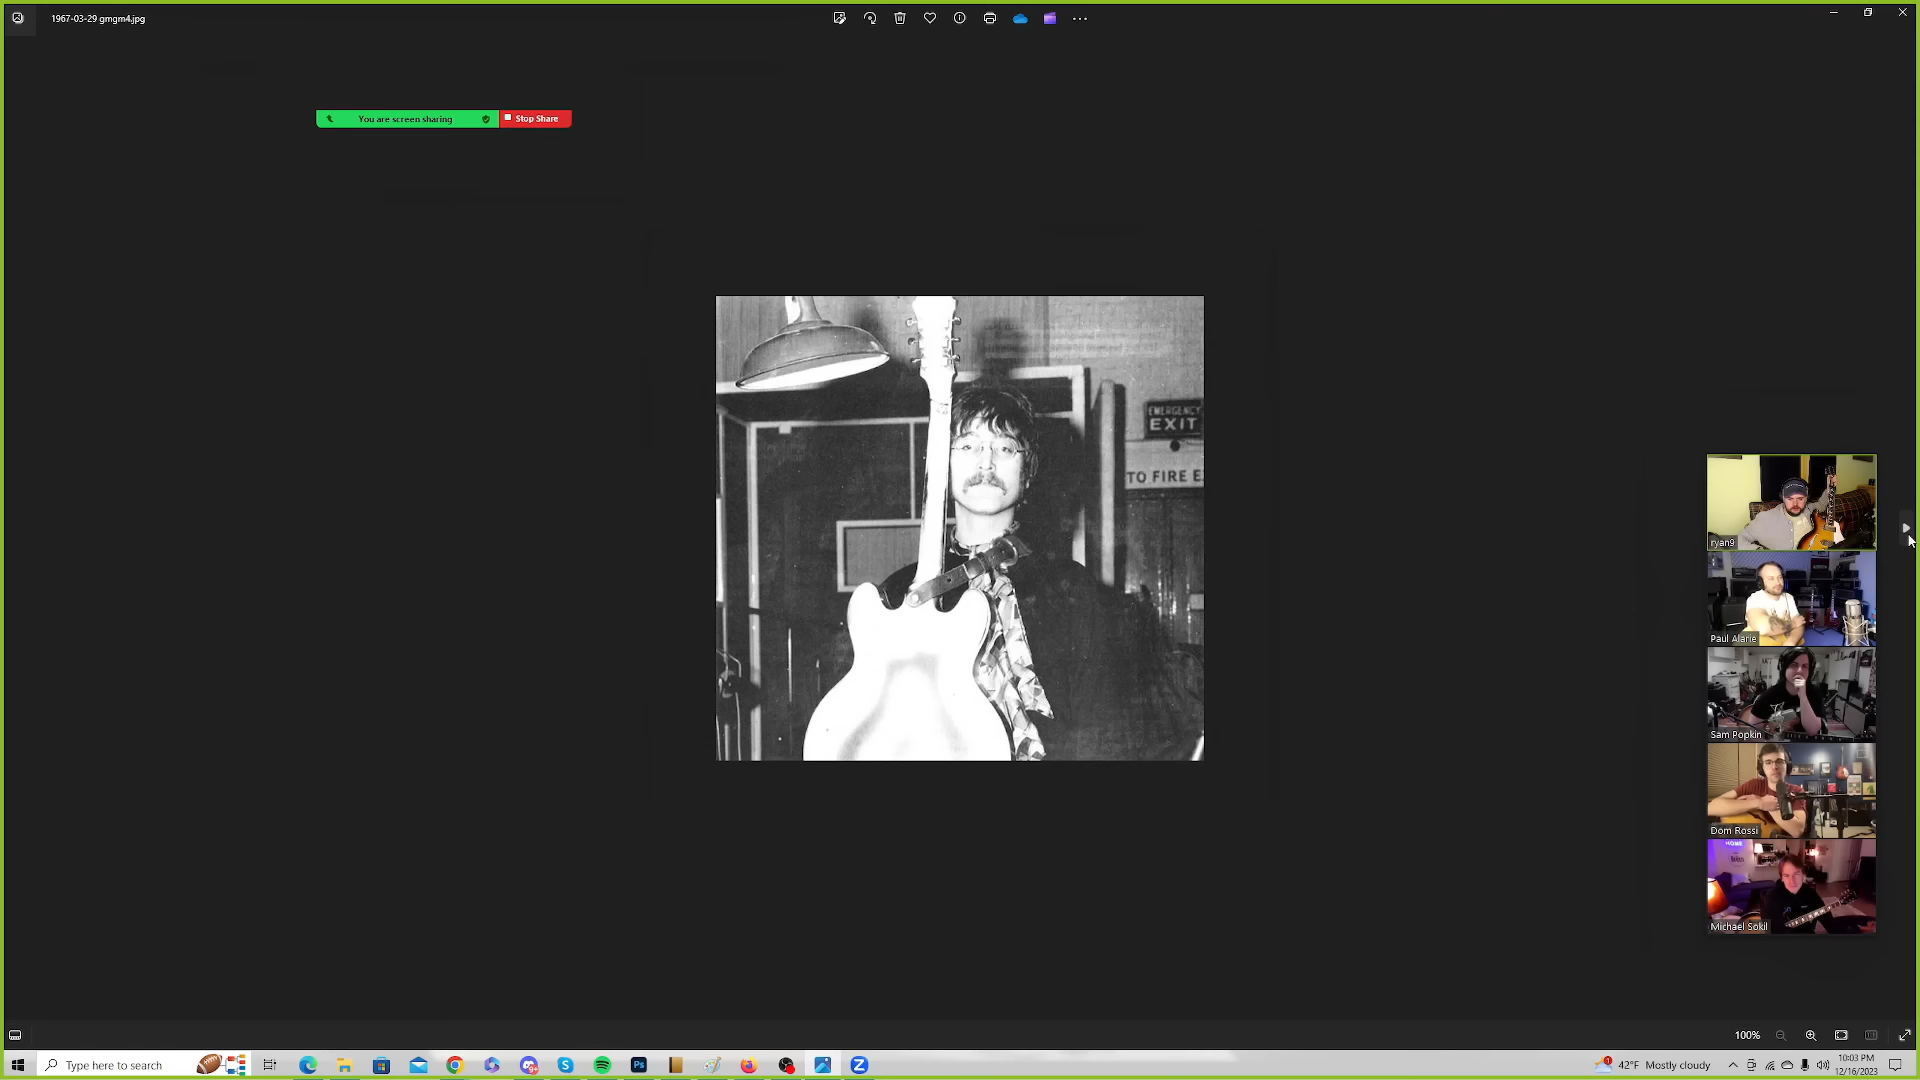 1967-03-29 gmgm4.jpg
You are screen sharing
Stop Share
EMERGENCY
EXIT
TO FIRE E
ryan9
Paul Alarie
Sam Popkin
Dom Rossi
HOME
Michael Sokil
100%
Type here to search
Ps
42°F Mostly cloudy
10:03 PM
12/16/2023